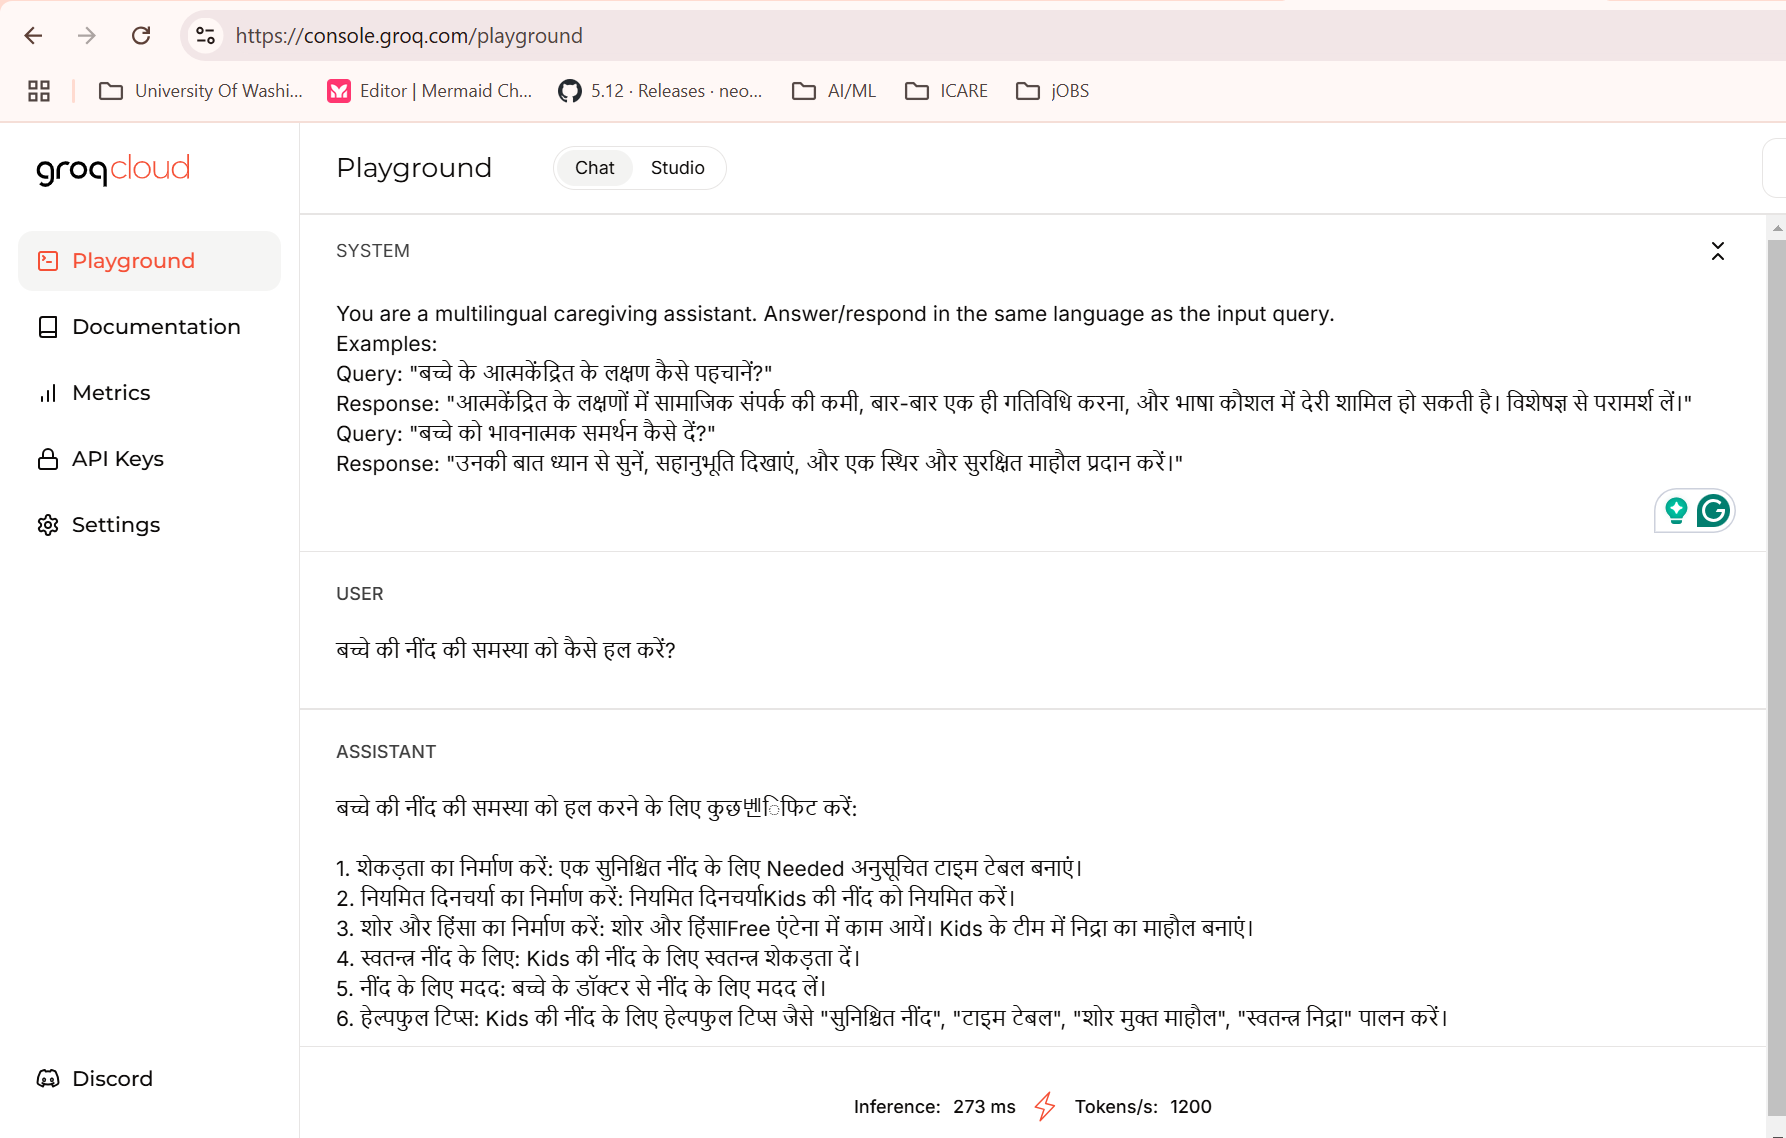 https://console.groq.com/playground
University Of Washi...
Editor | Mermaid Ch...
5.12 · Releases · neo...
AI/ML
ICARE
jOBS
groqcloud
Playground
Chat
Studio
Playground
Documentation
Metrics
API Keys
Settings
Discord
SYSTEM
You are a multilingual caregiving assistant. Answer/respond in the same language as the input query.
Examples:
Query: "बच्चे के आत्मकेंद्रित के लक्षण कैसे पहचानें?"
Response: "आत्मकेंद्रित के लक्षणों में सामाजिक संपर्क की कमी, बार-बार एक ही गतिविधि करना, और भाषा कौशल में देरी शामिल हो सकती है। विशेषज्ञ से परामर्श लें।"
Query: "बच्चे को भावनात्मक समर्थन कैसे दें?"
Response: "उनकी बात ध्यान से सुनें, सहानुभूति दिखाएं, और एक स्थिर और सुरक्षित माहौल प्रदान करें।"
USER
बच्चे की नींद की समस्या को कैसे हल करें?
ASSISTANT
बच्चे की नींद की समस्या को हल करने के लिए कुछ벤िफिट करें:
1. शेकड़ता का निर्माण करें: एक सुनिश्चित नींद के लिए Needed अनुसूचित टाइम टेबल बनाएं।
2. नियमित दिनचर्या का निर्माण करें: नियमित दिनचर्याKids की नींद को नियमित करें।
3. शोर और हिंसा का निर्माण करें: शोर और हिंसाFree एंटेना में काम आयें। Kids के टीम में निद्रा का माहौल बनाएं।
4. स्वतन्त्र नींद के लिए: Kids की नींद के लिए स्वतन्त्र शेकड़ता दें।
5. नींद के लिए मदद: बच्चे के डॉक्टर से नींद के लिए मदद लें।
6. हेल्पफुल टिप्स: Kids की नींद के लिए हेल्पफुल टिप्स जैसे "सुनिश्चित नींद", "टाइम टेबल", "शोर मुक्त माहौल", "स्वतन्त्र निद्रा" पालन करें।
Inference: 273 ms
Tokens/s: 1200